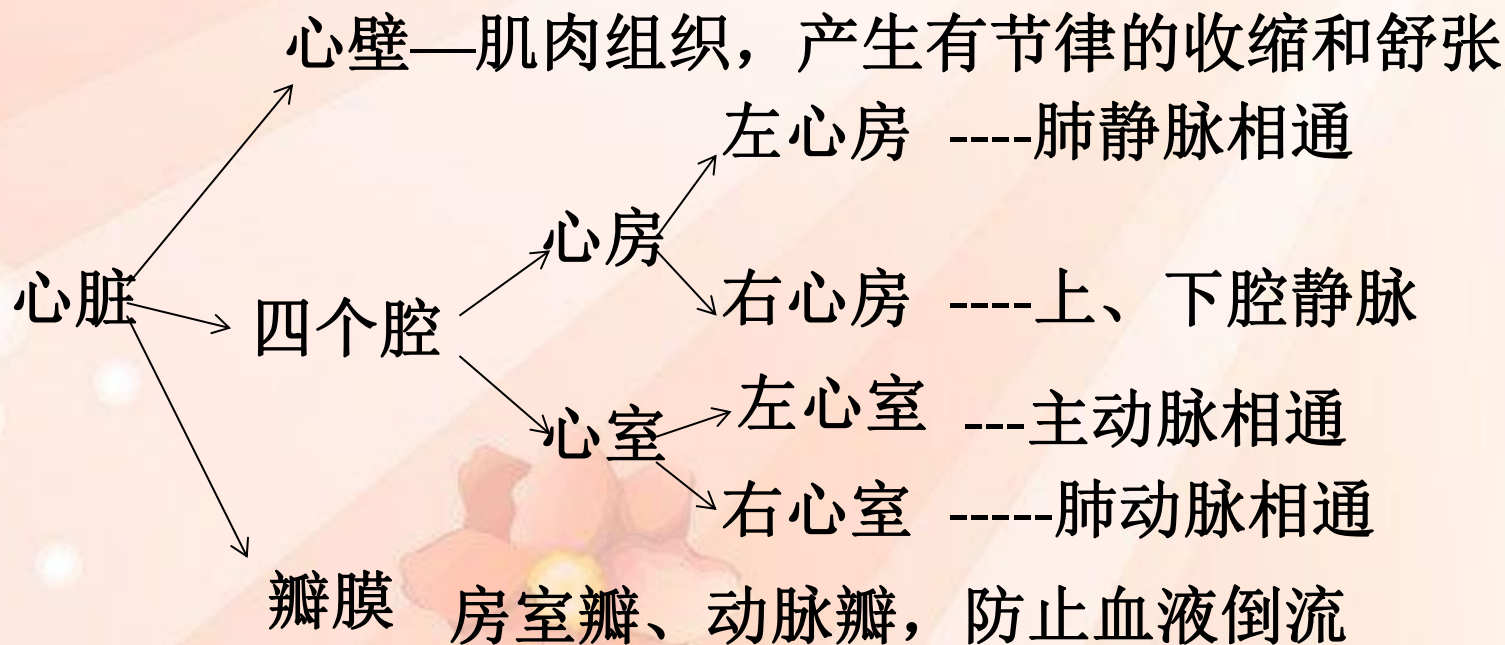 心壁—肌肉组织，产生有节律的收缩和舒张
左心房 ----肺静脉相通
心房
右心房 ----上、下腔静脉
心脏
四个腔
左心室 ---主动脉相通
心室
右心室 -----肺动脉相通
瓣膜 房室瓣、动脉瓣，防止血液倒流